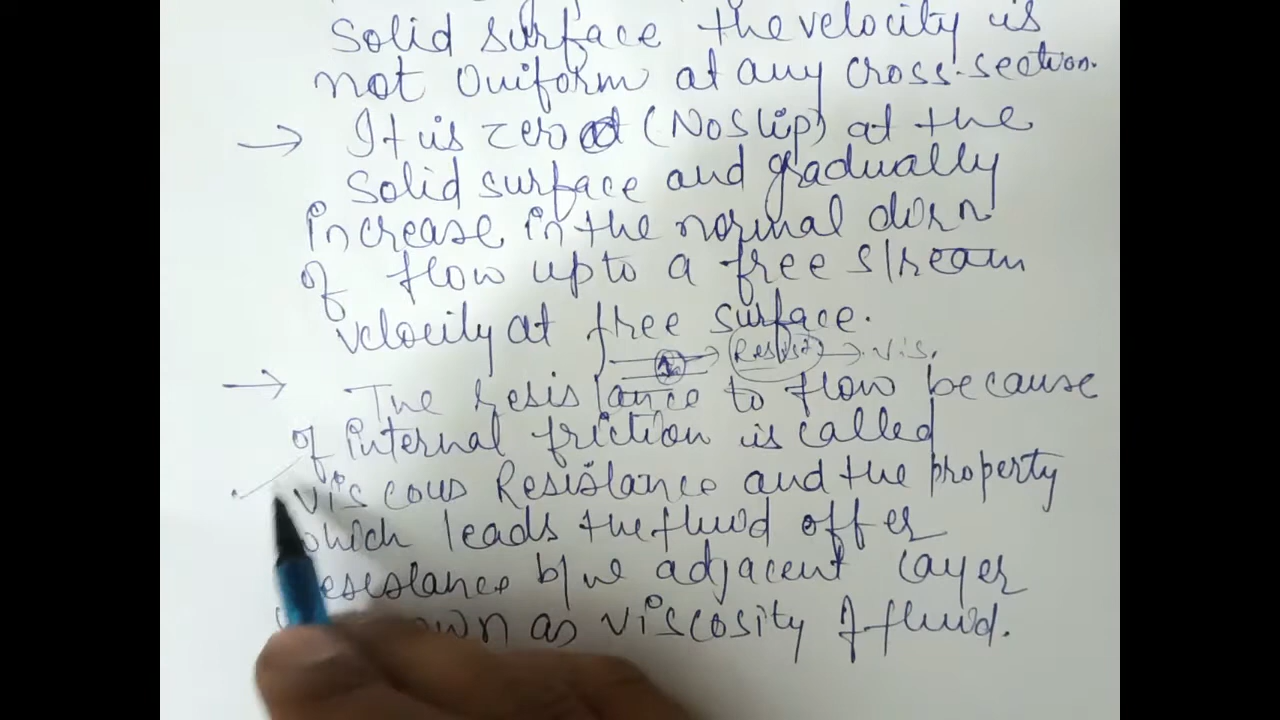 Solid surface the velocity is
not Uniform at any cross-section.
→ It is zero (No slip) at the
solid surface and gradually
increase in the normal dirn
of flow up to a free stream
velocity at free surface.
Resist → vis.
→ The resistance to flow because
of internal friction is called
viscous Resistance and the property
which leads the fluid offer
resistance b/w adjacent layer
as viscosity of fluid.